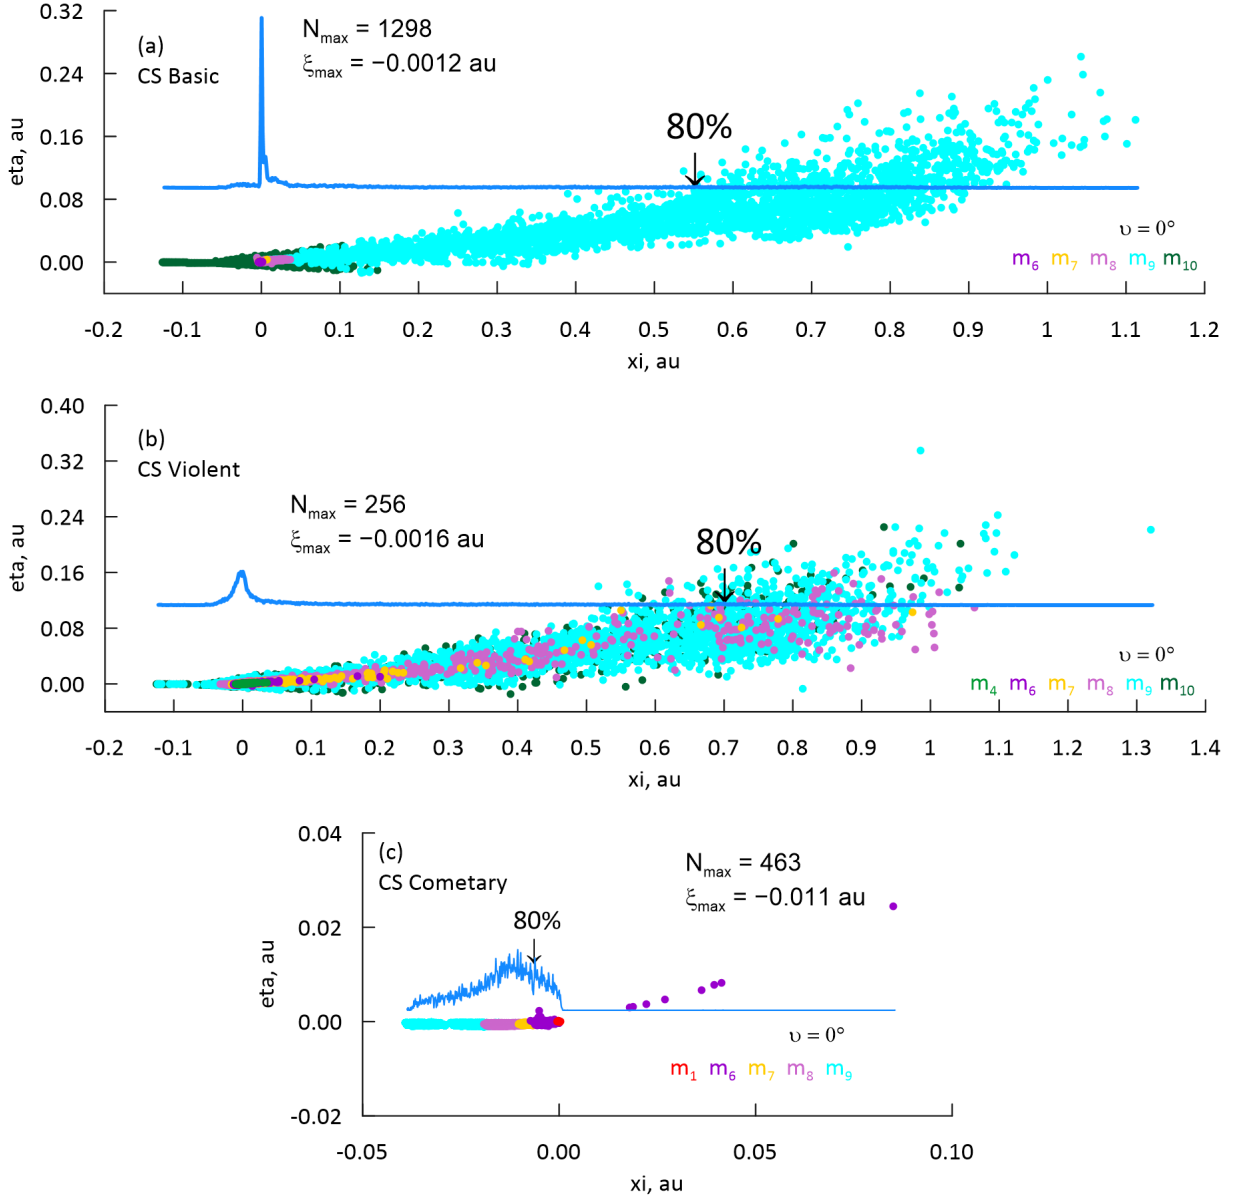 0.32
0.24
0.16
0.08
0.00
eta, au
(a)
CS Basic
Nmax = 1298
ξmax = −0.0012 au
80%
υ = 0°
m6 m7 m8 m9 m10
-0.2 -0.1 0 0.1 0.2 0.3 0.4 0.5 0.6 0.7 0.8 0.9 1 1.1 1.2
xi, au
0.40
0.32
0.24
0.16
0.08
0.00
eta, au
(b)
CS Violent
Nmax = 256
ξmax = −0.0016 au
80%
υ = 0°
m4 m6 m7 m8 m9 m10
-0.2 -0.1 0 0.1 0.2 0.3 0.4 0.5 0.6 0.7 0.8 0.9 1 1.1 1.2 1.3 1.4
xi, au
0.04
0.02
0.00
-0.02
eta, au
(c)
CS Cometary
Nmax = 463
ξmax = −0.011 au
80%
υ = 0°
m1 m6 m7 m8 m9
-0.05 0.00 0.05 0.10
xi, au